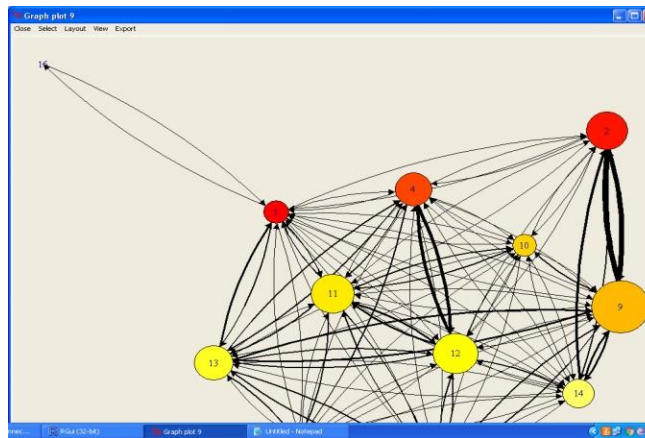 Graph plot 9
Close Select Layout View Export
16
2
4
10
11
9
12
13
14
RGui (32-bit)
Graph plot 9
Untitled - Notepad